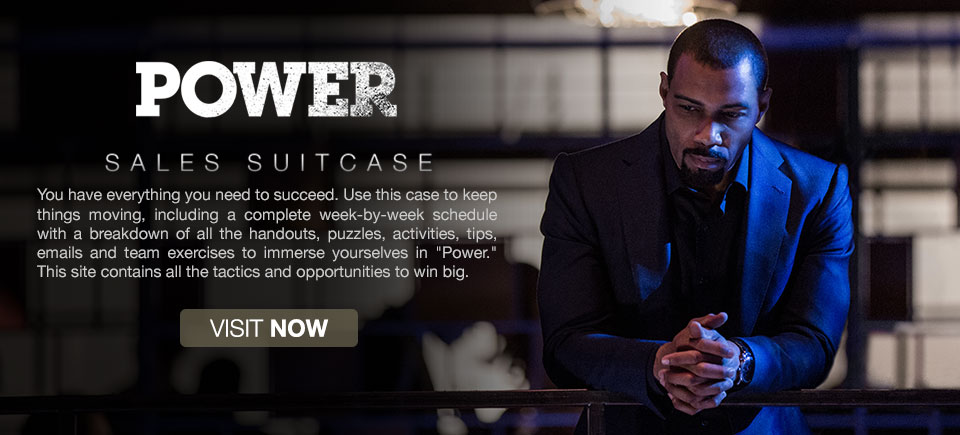 POWER
SALES SUITCASE
You have everything you need to succeed. Use this case to keep
things moving, including a complete week-by-week schedule
with a breakdown of all the handouts, puzzles, activities, tips,
emails and team exercises to immerse yourselves in "Power."
This site contains all the tactics and opportunities to win big.
VISIT NOW